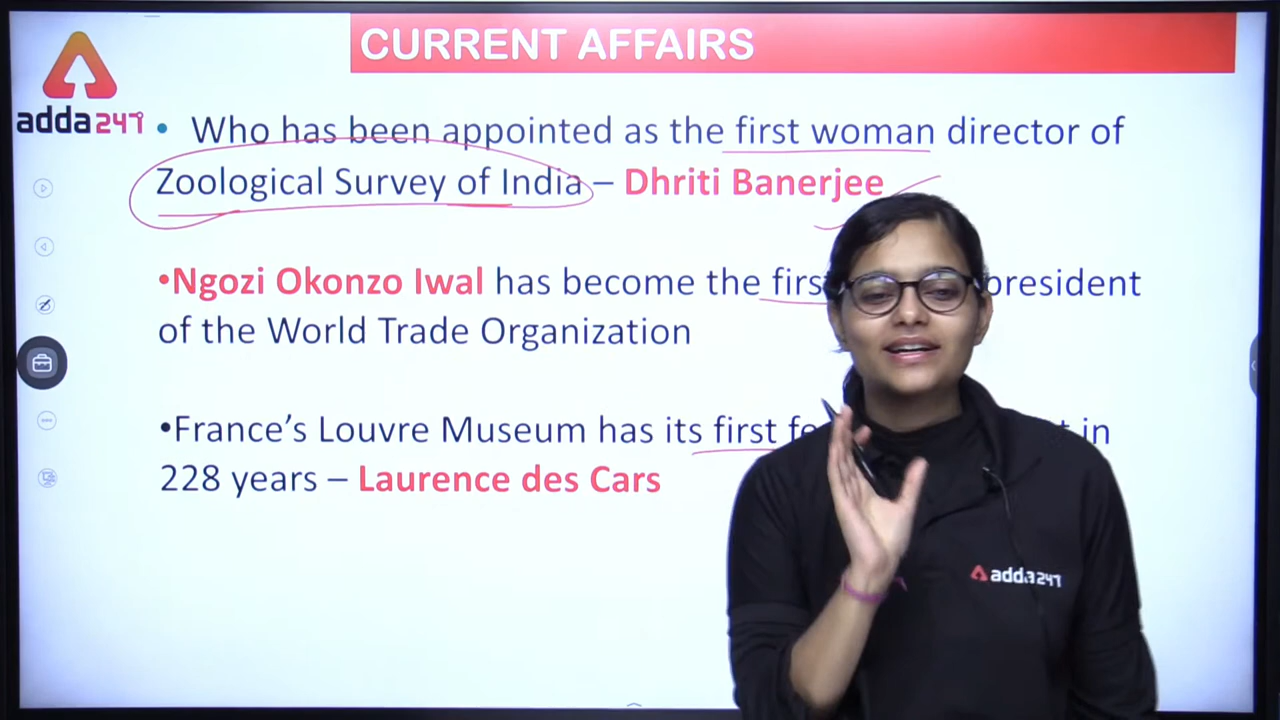 CURRENT AFFAIRS
adda247
• Who has been appointed as the first woman director of
Zoological Survey of India – Dhriti Banerjee
•Ngozi Okonzo Iwal has become the president
of the World Trade Organization
•France's Louvre Museum has its first in
228 years – Laurence des Cars
adda247